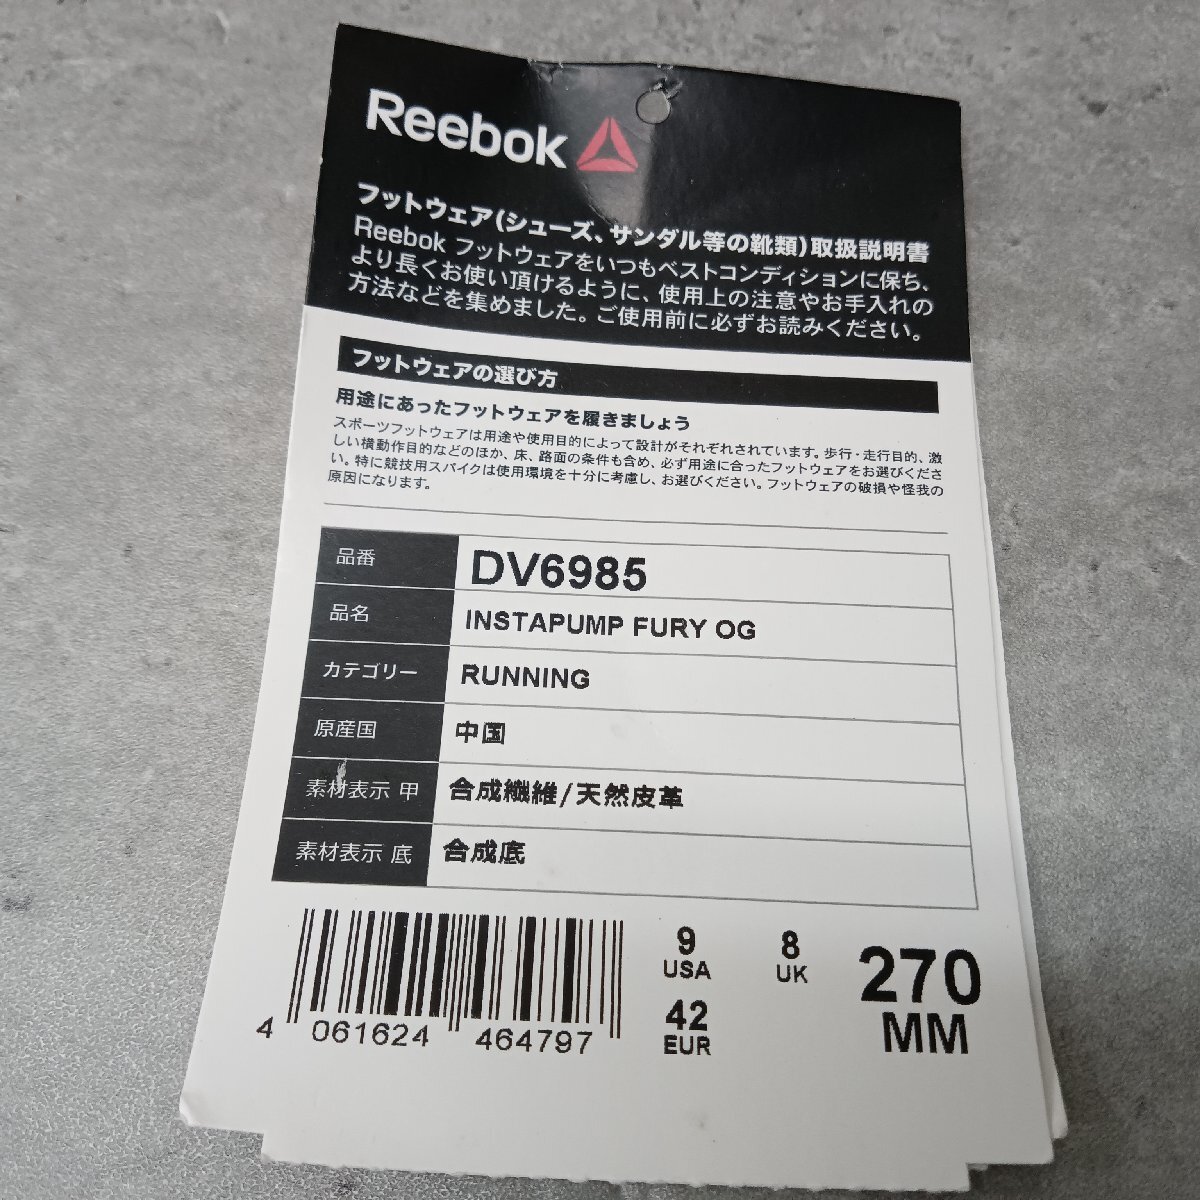 Reebok
フットウェア(シューズ、サンダル等の靴類)取扱説明書
Reebok フットウェアをいつもベストコンディションに保ち、
より長くお使い頂けるように、使用上の注意やお手入れの
方法などを集めました。ご使用前に必ずお読みください。
フットウェアの選び方
用途にあったフットウェアを履きましょう
スポーツフットウェアは用途や使用目的によって設計がそれぞれされています。歩行・走行目的、激
しい横動作目的などのほか、床、路面の条件も含め、必ず用途に合ったフットウェアをお選びくださ
い。特に競技用スパイクは使用環境を十分に考慮し、お選びください。フットウェアの破損や怪我の
原因になります。
品番 DV6985
品名 INSTAPUMP FURY OG
カテゴリー RUNNING
原産国 中国
素材表示 甲 合成繊維/天然皮革
素材表示 底 合成底
4 061624 464797
9 USA
8 UK
42 EUR
270 MM